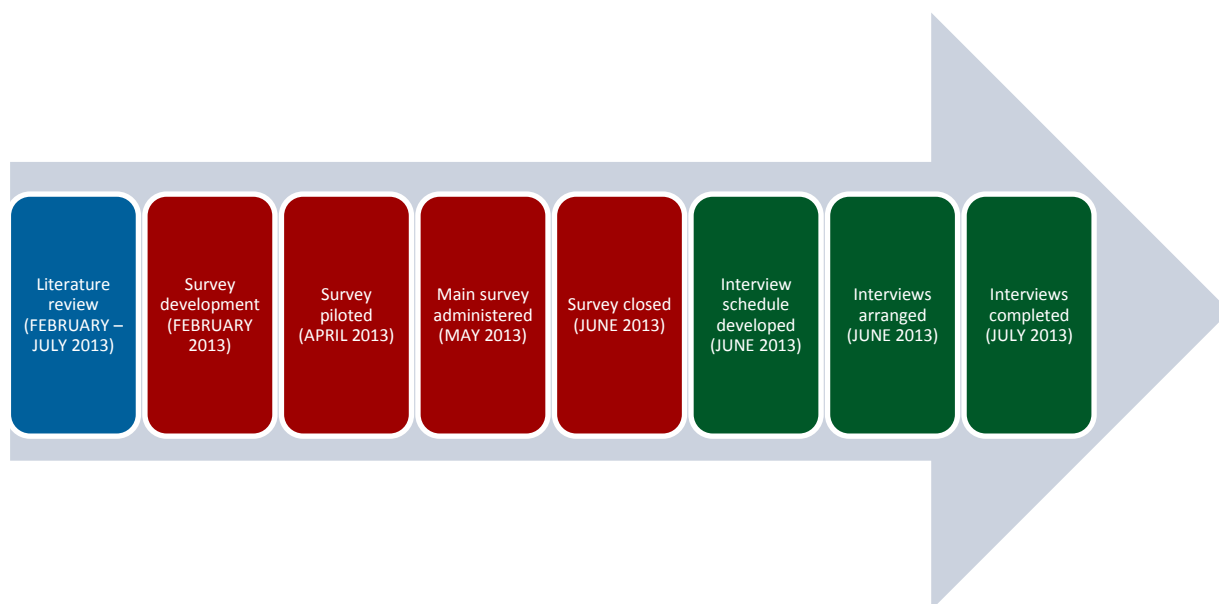 Literature
review
(FEBRUARY –
JULY 2013)
Survey
development
(FEBRUARY
2013)
Survey
piloted
(APRIL 2013)
Main survey
administered
(MAY 2013)
Survey closed
(JUNE 2013)
Interview
schedule
developed
(JUNE 2013)
Interviews
arranged
(JUNE 2013)
Interviews
completed
(JULY 2013)